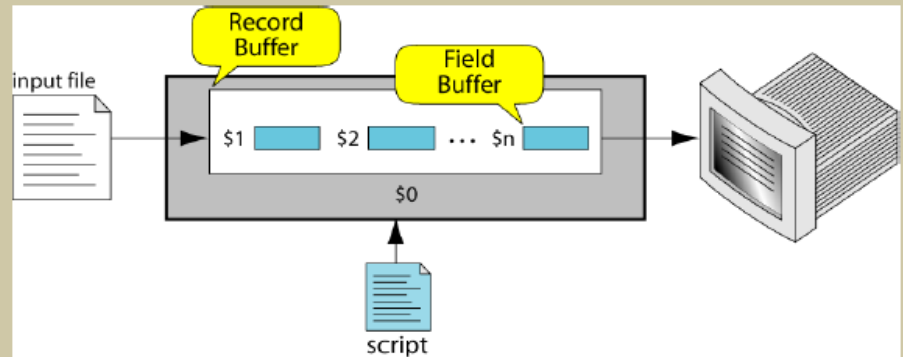 Record
Buffer
Field
Buffer
input file
$1 $2 ... $n
$0
script